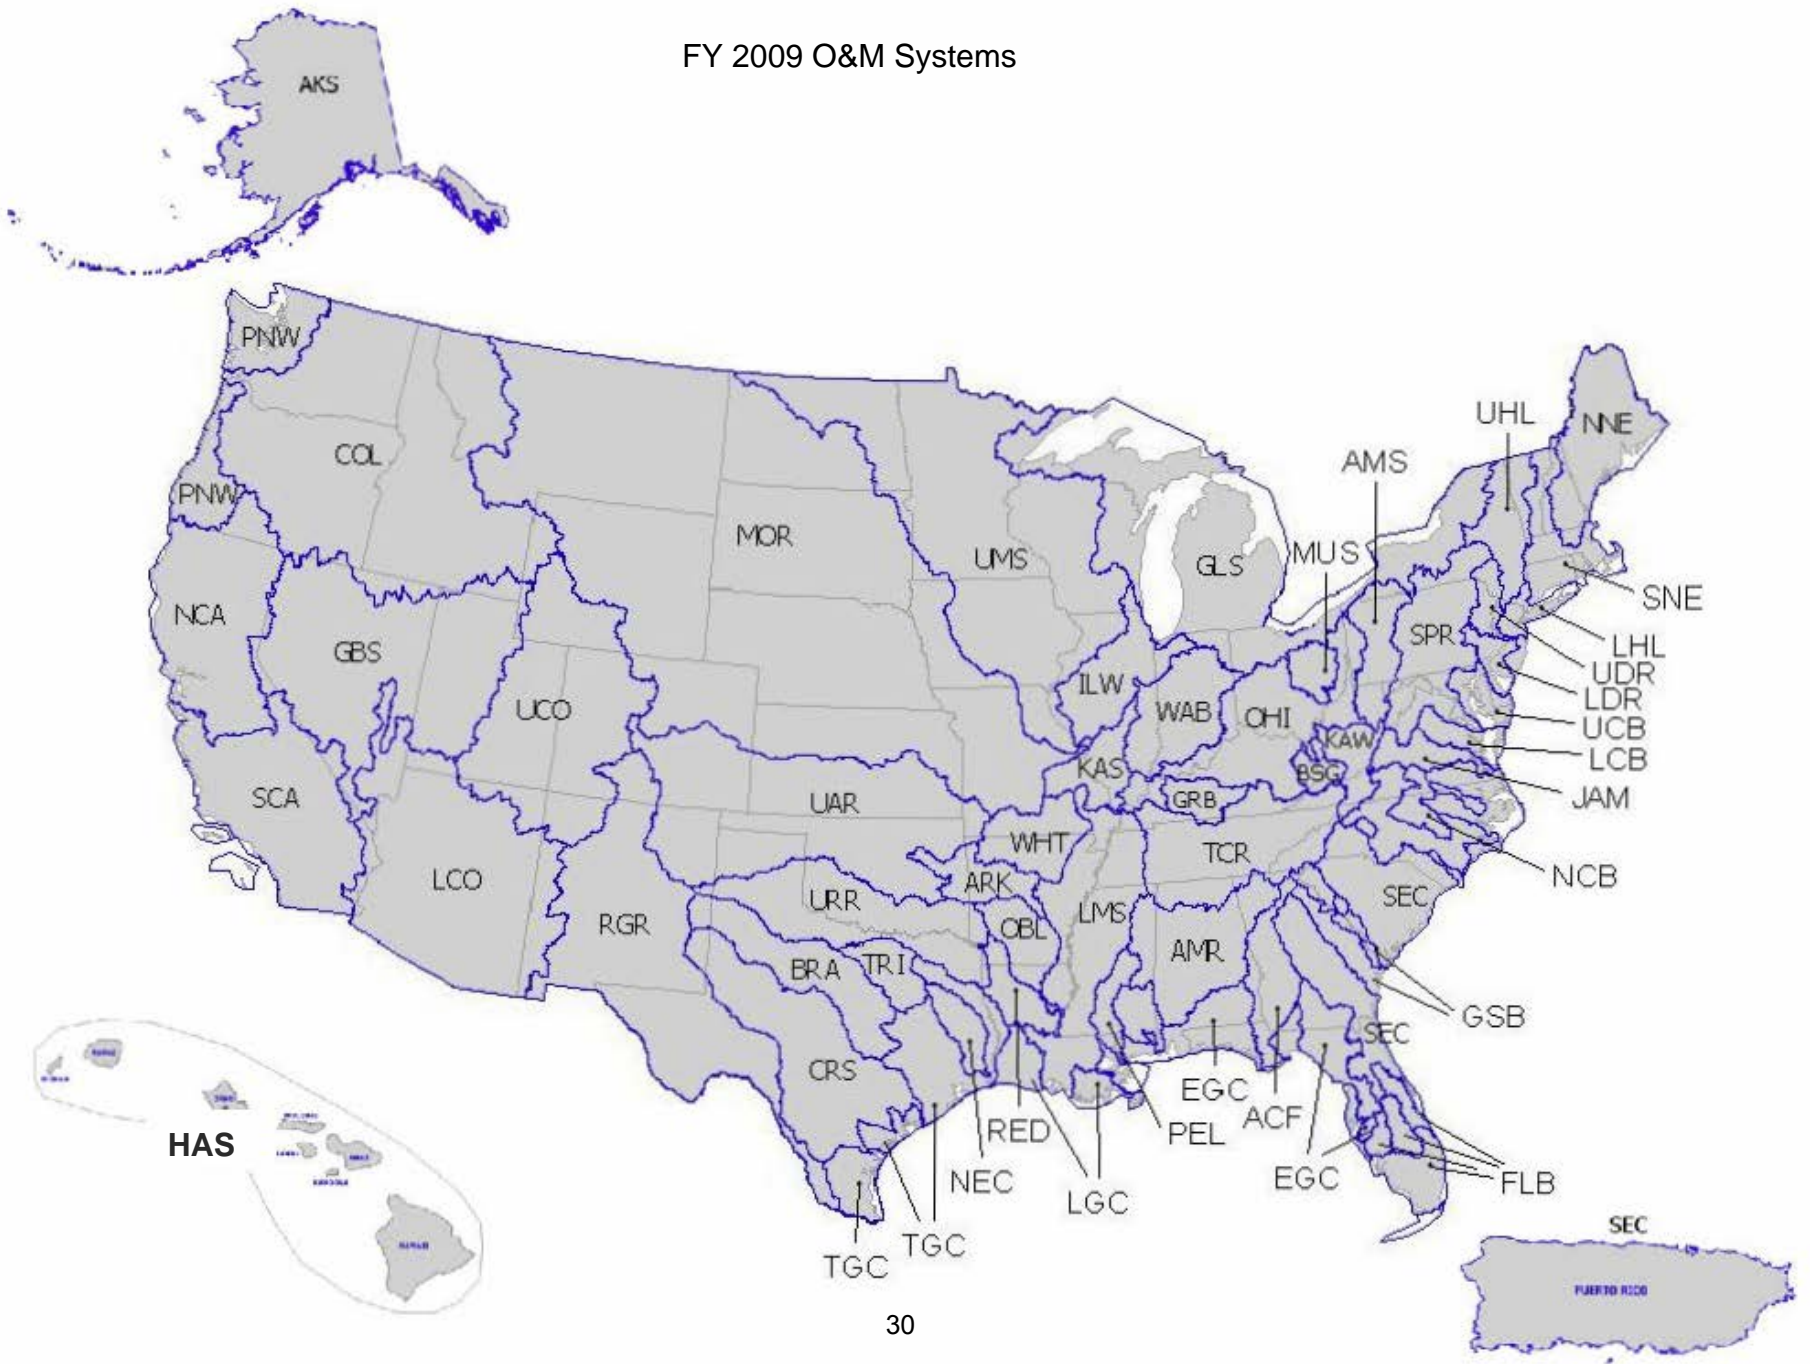 FY 2009 O&M Systems
AKS
PNW
UHL
NNE
AMS
COL
PNW
MOR
UMS
GLS
MUS
SNE
NCA
GBS
SPR
LHL
UDR
LDR
ILW
UCO
WAB
OHI
UCB
KAW
LCB
KAS
BSG
SCA
UAR
GRB
JAM
WHT
TCR
NCB
LCO
ARK
SEC
URR
LMS
RGR
OBL
AMR
BRA
TRI
GSB
SEC
CRS
EGC
ACF
RED
PEL
HAS
NEC
EGC
FLB
LGC
SEC
TGC
TGC
PUERTO RICO
30